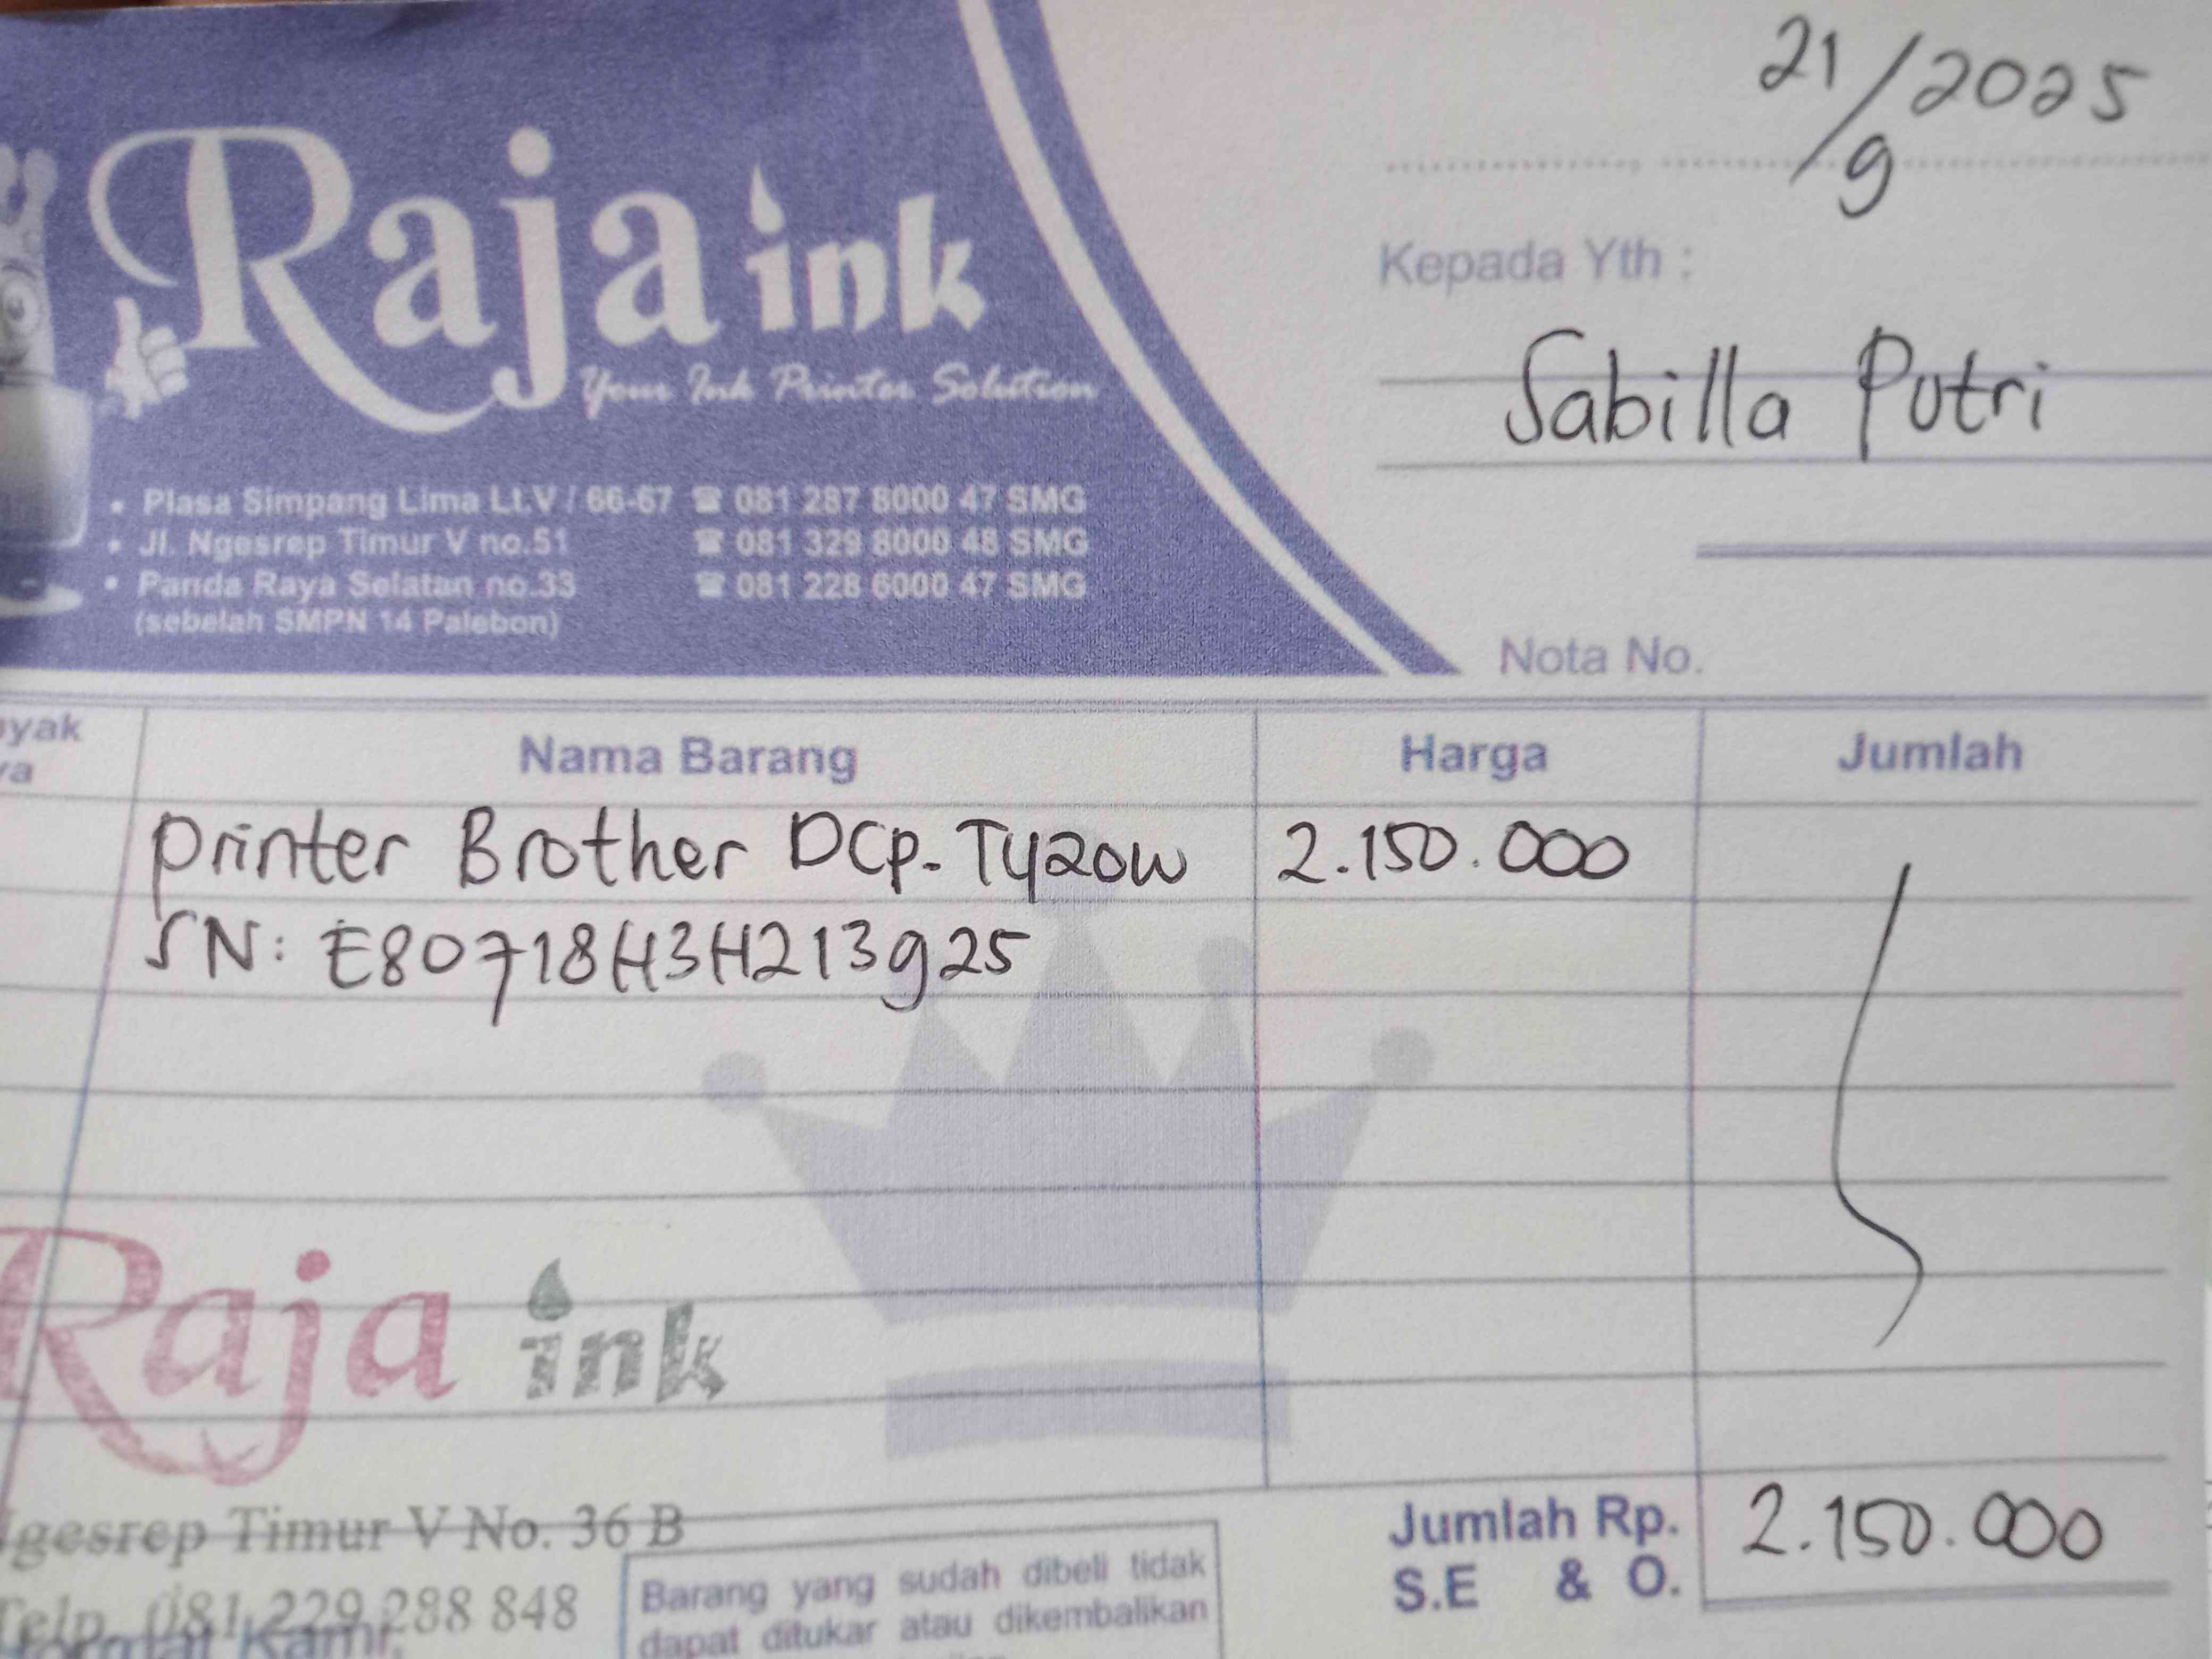 21/9/2025
Raja ink
Your Ink Printer Solution
Kepada Yth :
Sabilla Putri
• Plasa Simpang Lima Lt.V / 66-67 ☎ 081 287 8000 47 SMG
• Jl. Ngesrep Timur V no.51 ☎ 081 329 8000 48 SMG
• Panda Raya Selatan no.33 ☎ 081 228 6000 47 SMG
(sebelah SMPN 14 Palebon)
Nota No.
yak Nama Barang Harga Jumlah
printer Brother DCp-T420w 2.150.000
SN: E80718H3H213925
Raja ink
gesrep Timur V No. 36 B
Telp. 081 229 288 848
Barang yang sudah dibeli tidak
dapat ditukar atau dikembalikan
Jumlah Rp. 2.150.000
S.E & O.